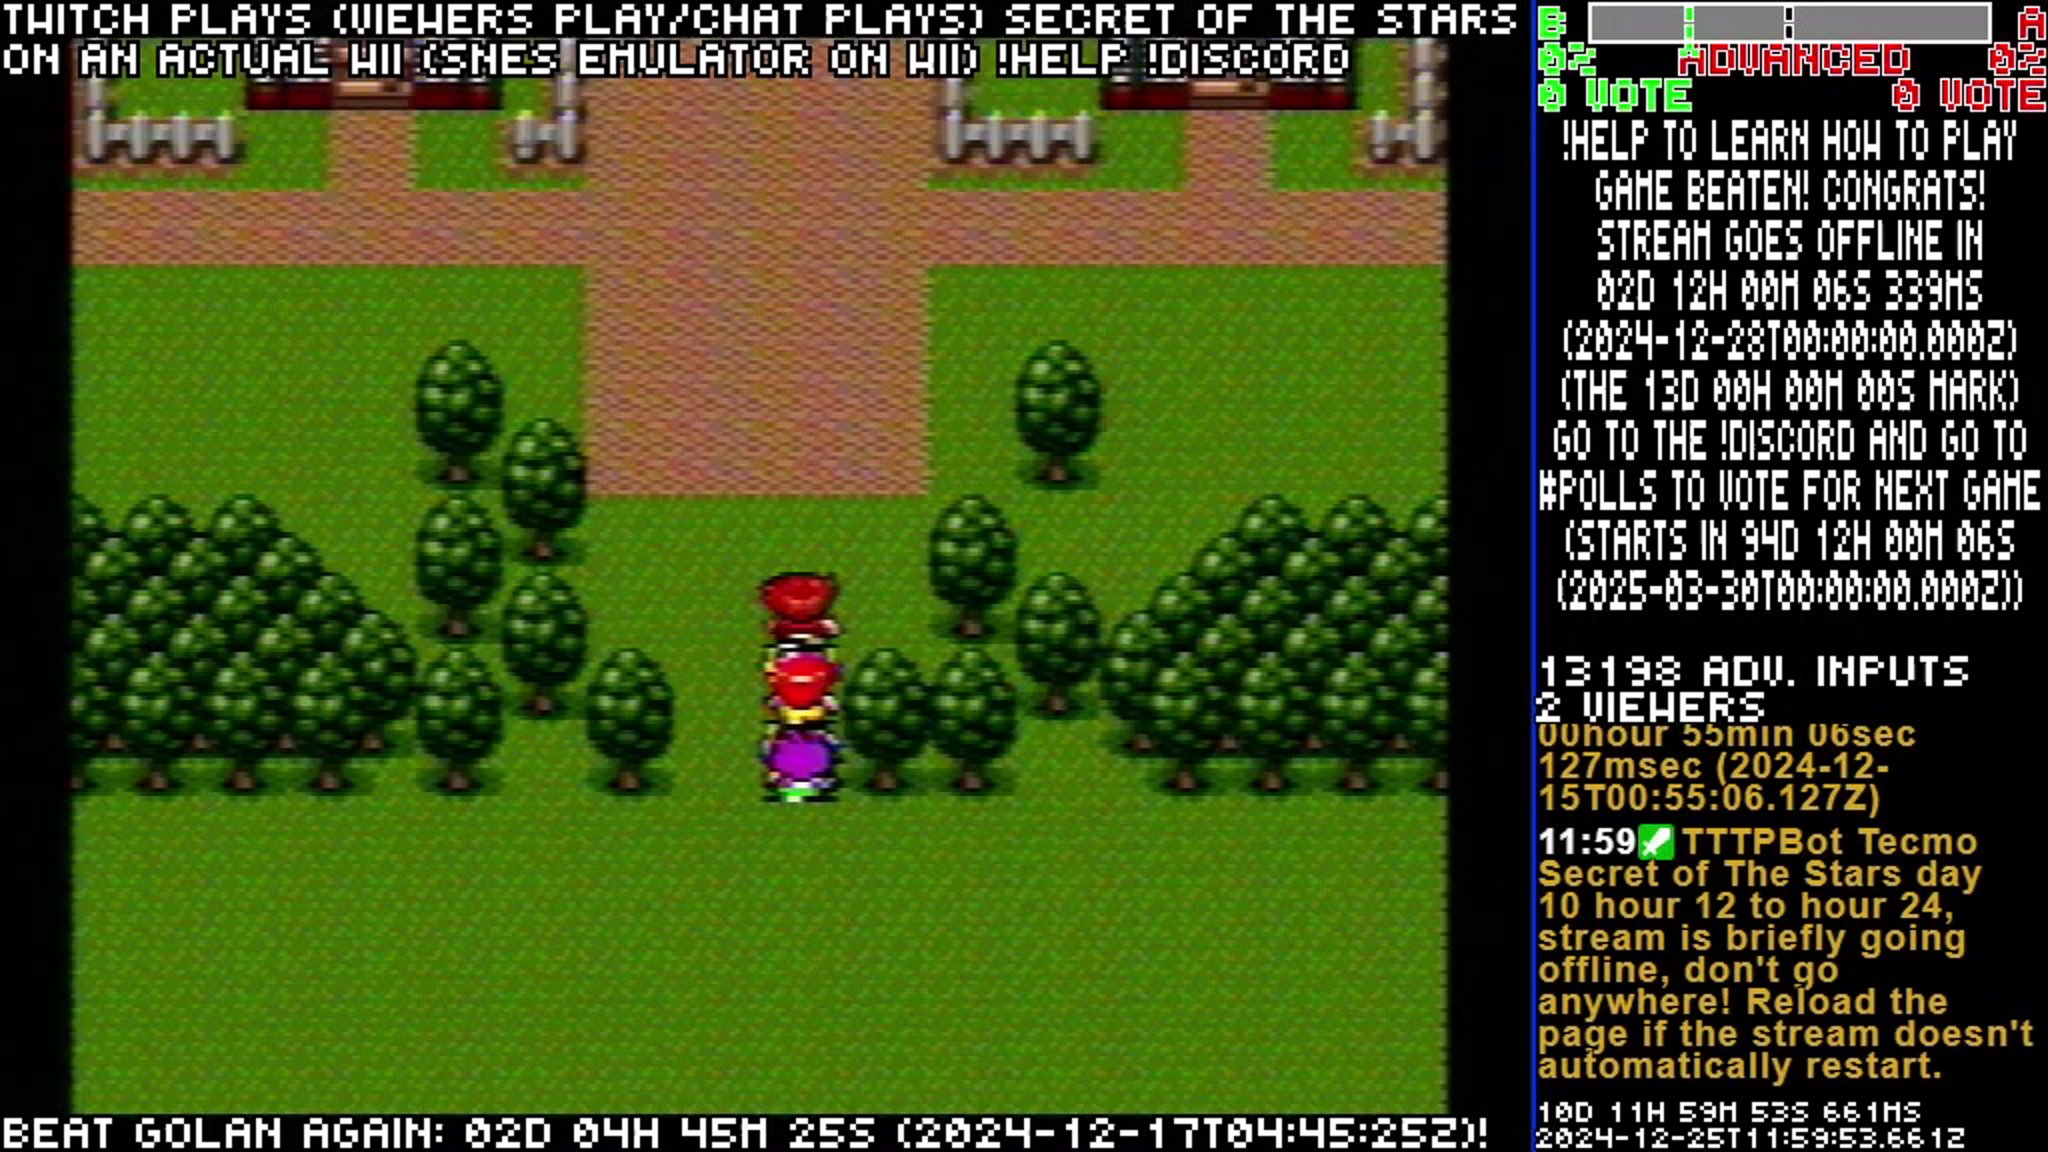 TWITCH PLAYS (VIEWERS PLAY/CHAT PLAYS) SECRET OF THE STARS
ON AN ACTUAL WII (SNES EMULATOR ON WII) !HELP !DISCORD
B A
0% ADVANCED 0%
0 VOTE 0 VOTE
!HELP TO LEARN HOW TO PLAY
GAME BEATEN! CONGRATS!
STREAM GOES OFFLINE IN
02D 12H 00M 06S 339MS
(2024-12-28T00:00:00.000Z)
(THE 13D 00H 00M 00S MARK)
GO TO THE !DISCORD AND GO TO
#POLLS TO VOTE FOR NEXT GAME
(STARTS IN 94D 12H 00M 06S
(2025-03-30T00:00:00.000Z))
13198 ADV. INPUTS
2 VIEWERS
00hour 55min 06sec
127msec (2024-12-
15T00:55:06.127Z)
11:59 TTTPBot Tecmo
Secret of The Stars day
10 hour 12 to hour 24,
stream is briefly going
offline, don't go
anywhere! Reload the
page if the stream doesn't
automatically restart.
10D 11H 59M 53S 661MS
2024-12-25T11:59:53.661Z
BEAT GOLAN AGAIN: 02D 04H 45M 25S (2024-12-17T04:45:25Z)!